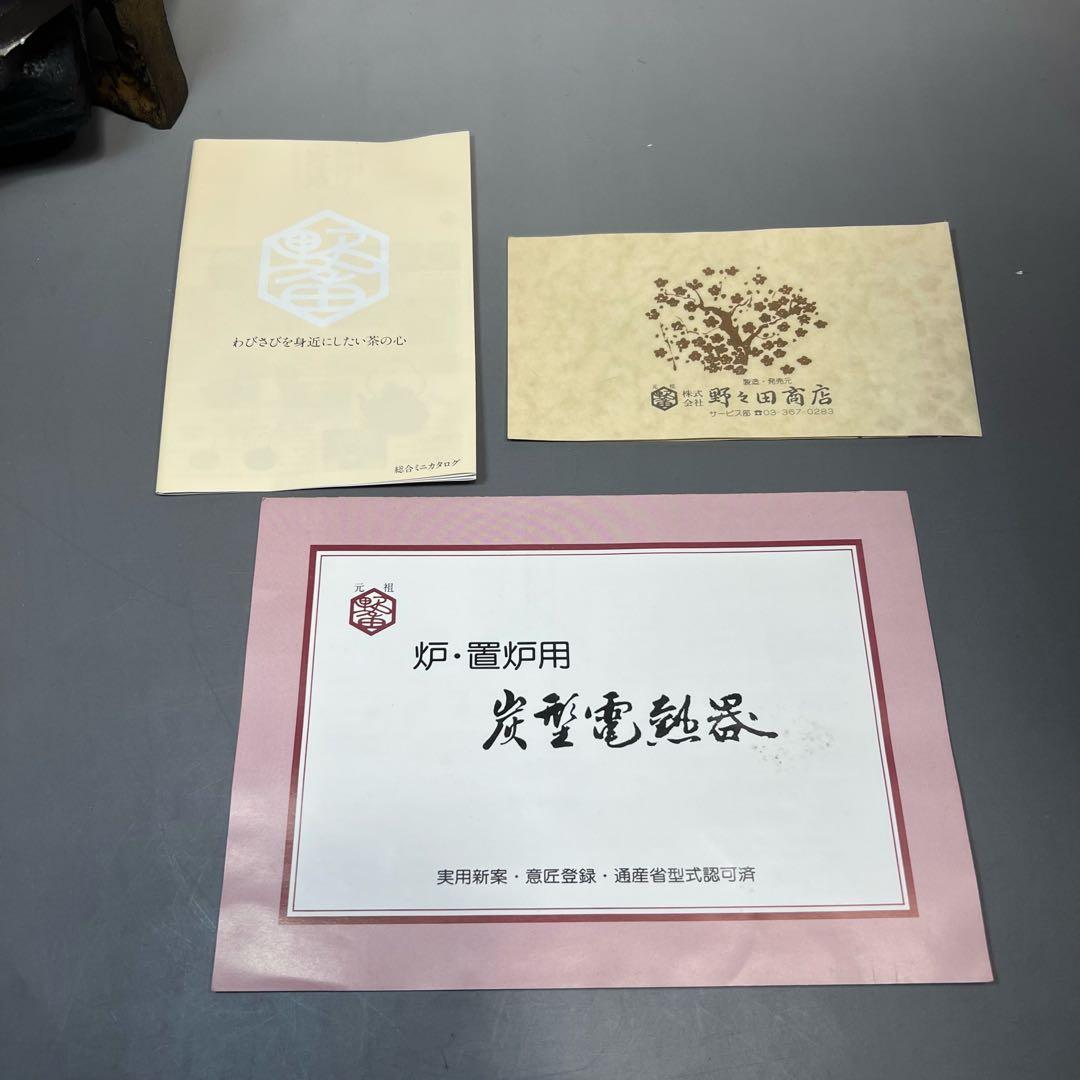 わびさびを身近にしたい茶の心
総合ミニカタログ
製造・発売元
元祖
株式会社 野々田商店
サービス部 ☎03-367-0283
元祖
炉・置炉用
炭型電熱器
実用新案・意匠登録・通産省型式認可済